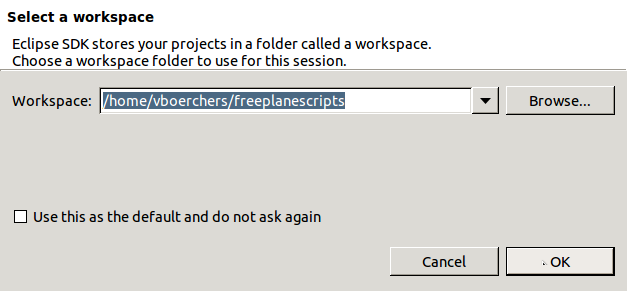 Select a workspace
Eclipse SDK stores your projects in a folder called a workspace.
Choose a workspace folder to use for this session.
Workspace: /home/vboerchers/freeplanescripts Browse...
Use this as the default and do not ask again
Cancel OK